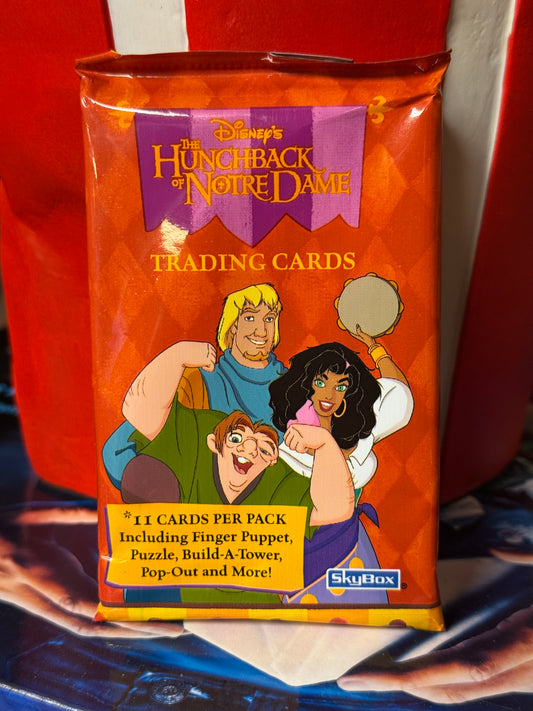 Disney's
THE
HUNCHBACK
OF NOTRE DAME
TRADING CARDS
*11 CARDS PER PACK
Including Finger Puppet,
Puzzle, Build-A-Tower,
Pop-Out and More!
SKYBOX®